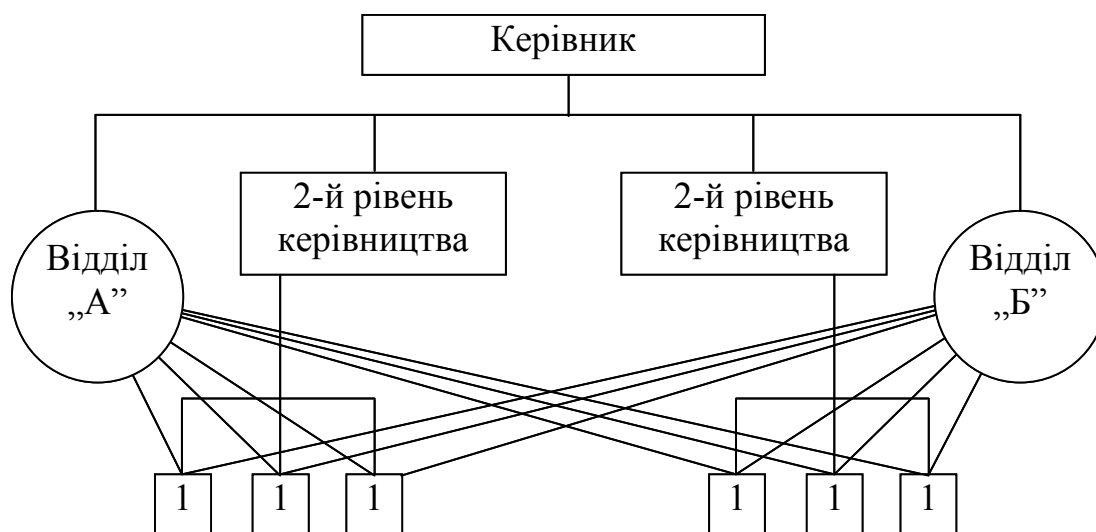 Керівник
2-й рівень
керівництва
2-й рівень
керівництва
Відділ
„А”
Відділ
„Б”
1
1
1
1
1
1